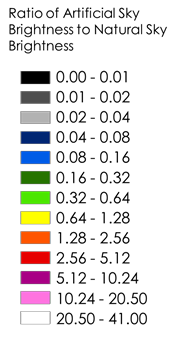 Ratio of Artificial Sky
Brightness to Natural Sky
Brightness
0.00 - 0.01
0.01 - 0.02
0.02 - 0.04
0.04 - 0.08
0.08 - 0.16
0.16 - 0.32
0.32 - 0.64
0.64 - 1.28
1.28 - 2.56
2.56 - 5.12
5.12 - 10.24
10.24 - 20.50
20.50 - 41.00